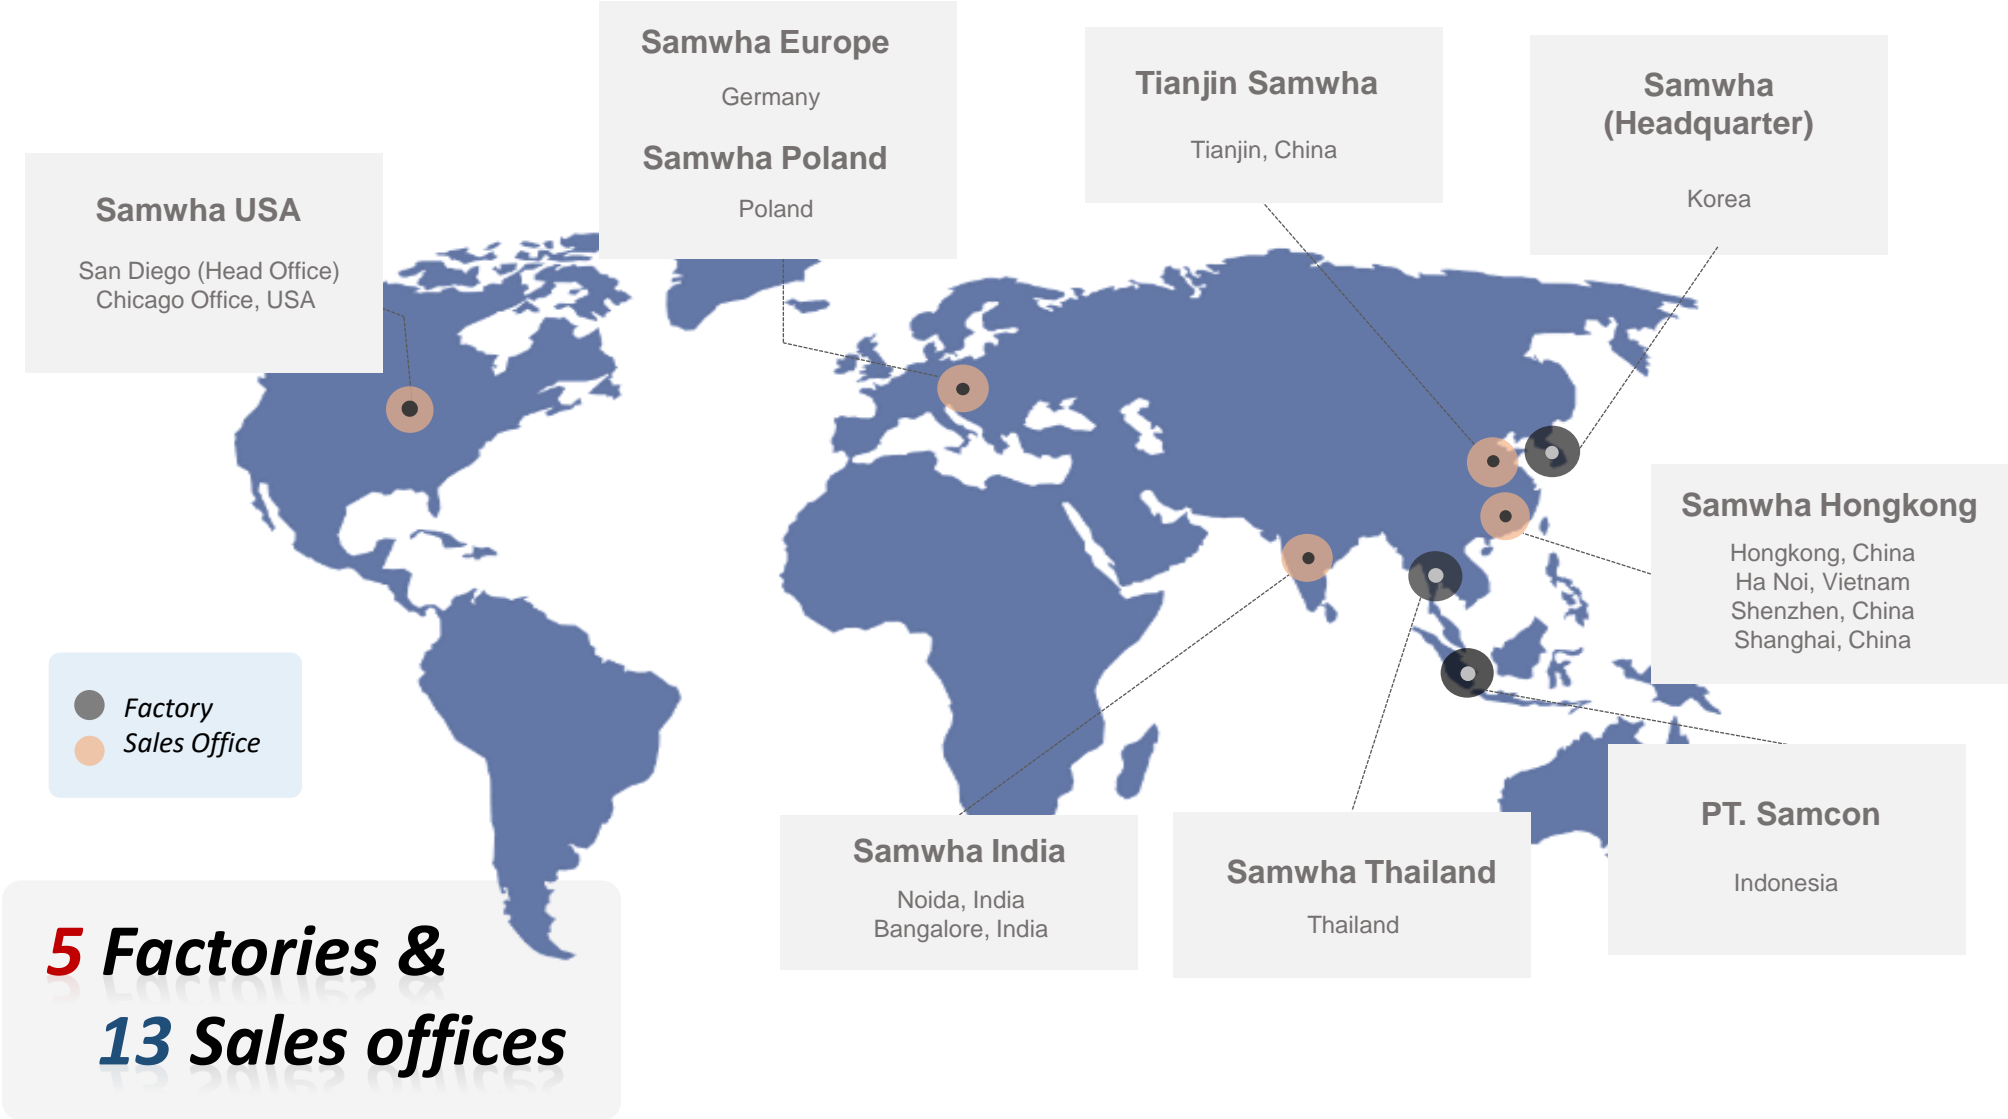 Samwha Europe
Germany
Samwha Poland
Poland
Tianjin Samwha
Tianjin, China
Samwha
(Headquarter)
Korea
Samwha USA
San Diego (Head Office)
Chicago Office, USA
Samwha Hongkong
Hongkong, China
Ha Noi, Vietnam
Shenzhen, China
Shanghai, China
Factory
Sales Office
Samwha India
Noida, India
Bangalore, India
Samwha Thailand
Thailand
PT. Samcon
Indonesia
5 Factories &
13 Sales offices